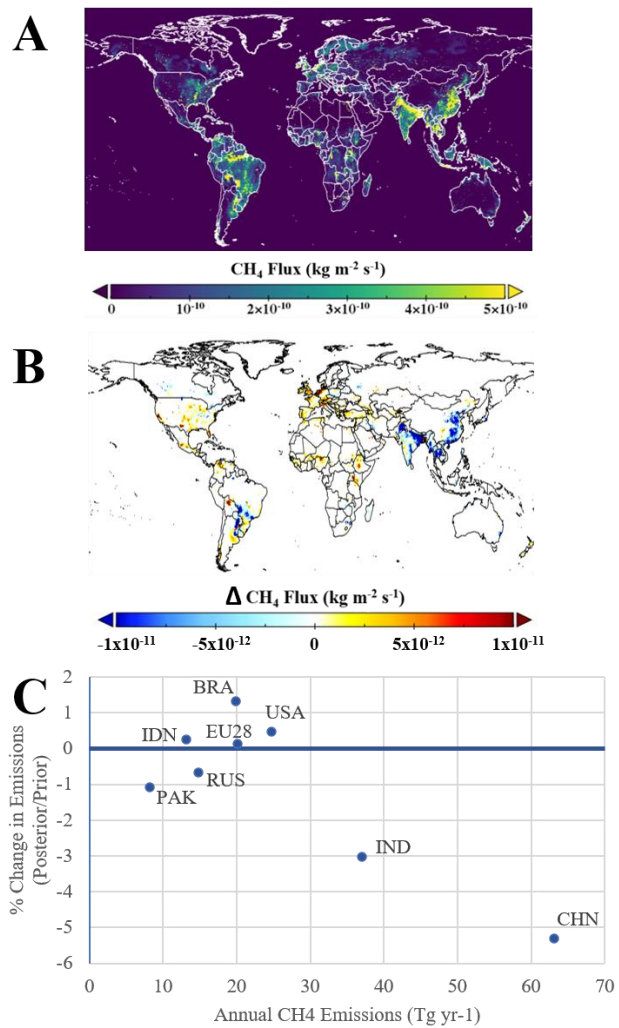 A
CH₄ Flux (kg m⁻² s⁻¹)
0 10⁻¹⁰ 2×10⁻¹⁰ 3×10⁻¹⁰ 4×10⁻¹⁰ 5×10⁻¹⁰
B
Δ CH₄ Flux (kg m⁻² s⁻¹)
-1x10⁻¹¹ -5x10⁻¹² 0 5x10⁻¹² 1x10⁻¹¹
C
% Change in Emissions
(Posterior/Prior)
2
1
0
-1
-2
-3
-4
-5
-6
BRA
USA
IDN
EU28
RUS
PAK
IND
CHN
0 10 20 30 40 50 60 70
Annual CH4 Emissions (Tg yr-1)